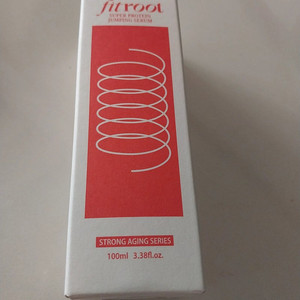 fitroot
SUPER PROTEIN
JUMPING SERUM
STRONG AGING SERIES
100ml 3.38fl.oz.